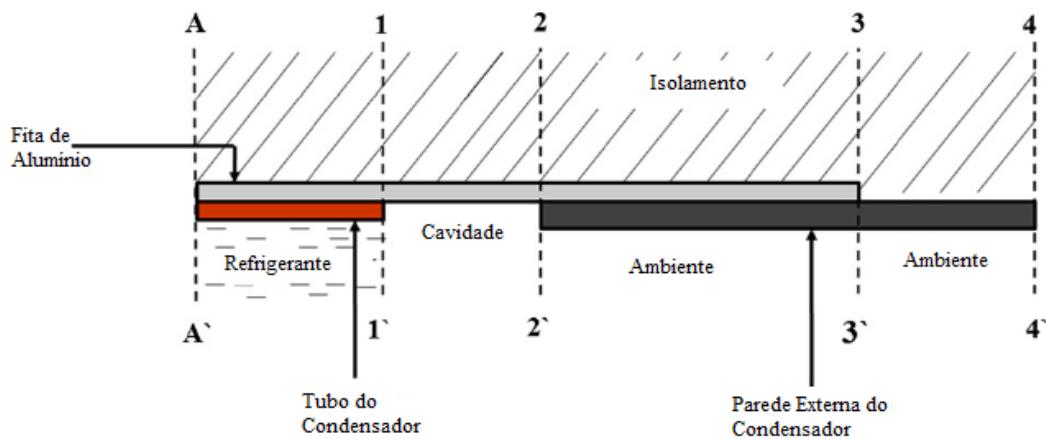 A 1 2 3 4
Isolamento
Fita de
Alumínio
Cavidade
Refrigerante
Ambiente
Ambiente
A` 1` 2` 3` 4`
Tubo do
Condensador
Parede Externa do
Condensador